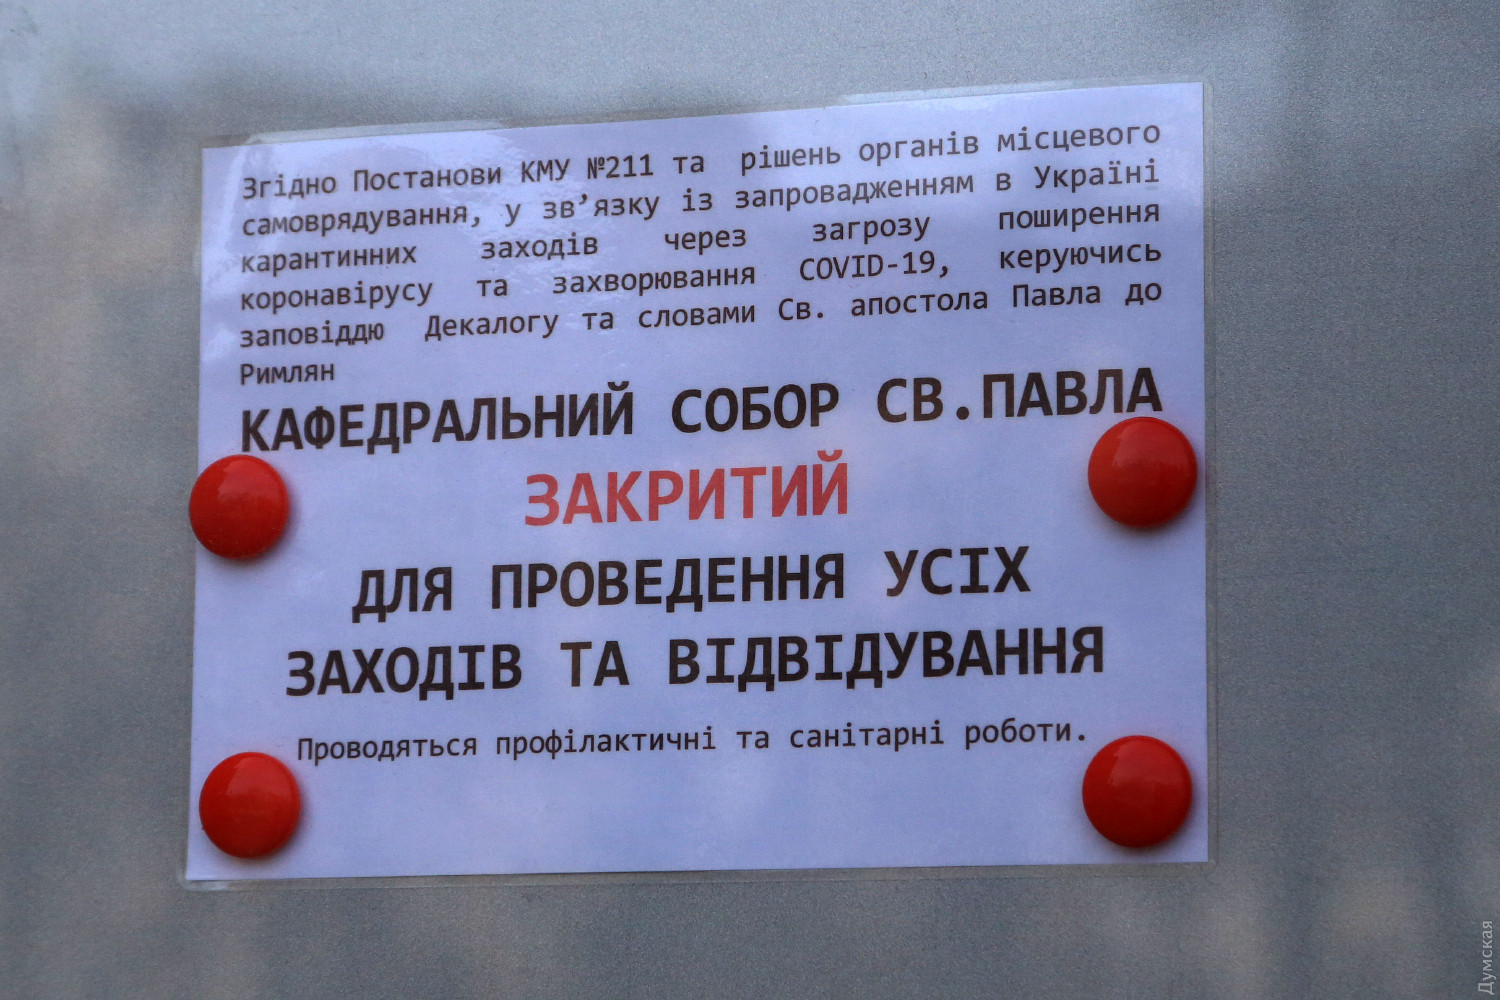 Згідно Постанови КМУ №211 та рішень органів місцевого
самоврядування, у зв’язку із запровадженням в Україні
карантинних заходів через загрозу поширення
коронавірусу та захворювання COVID-19, керуючись
заповіддю Декалогу та словами Св. апостола Павла до
Римлян
КАФЕДРАЛЬНИЙ СОБОР СВ.ПАВЛА
ЗАКРИТИЙ
ДЛЯ ПРОВЕДЕННЯ УСІХ
ЗАХОДІВ ТА ВІДВІДУВАННЯ
Проводяться профілактичні та санітарні роботи.
Думская